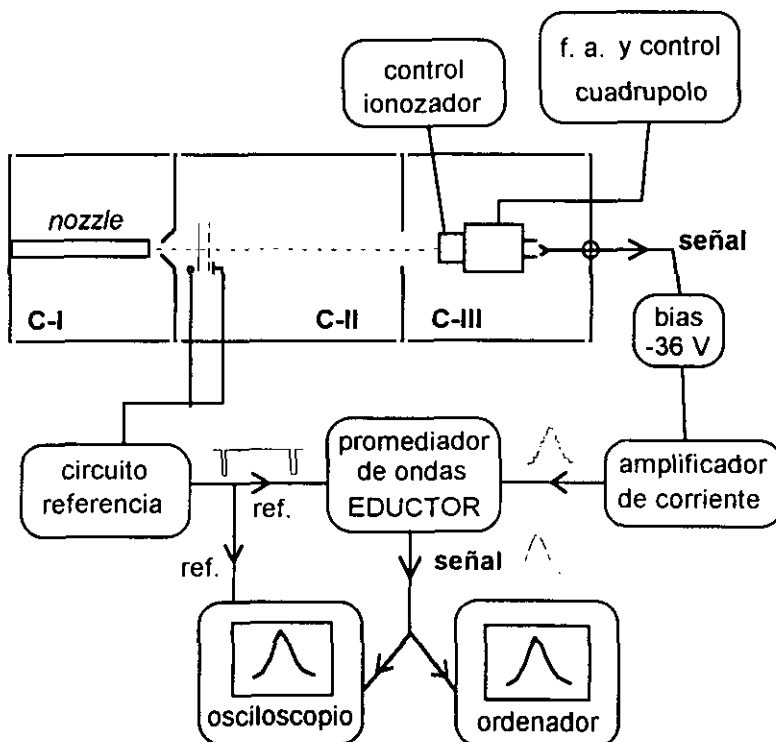 control
ionozador
f. a. y control
cuadrupolo
nozzle
señal
C-I
C-II
C-III
bias
-36 V
circuito
referencia
ref.
promediador
de ondas
EDUCTOR
amplificador
de corriente
ref.
señal
osciloscopio
ordenador